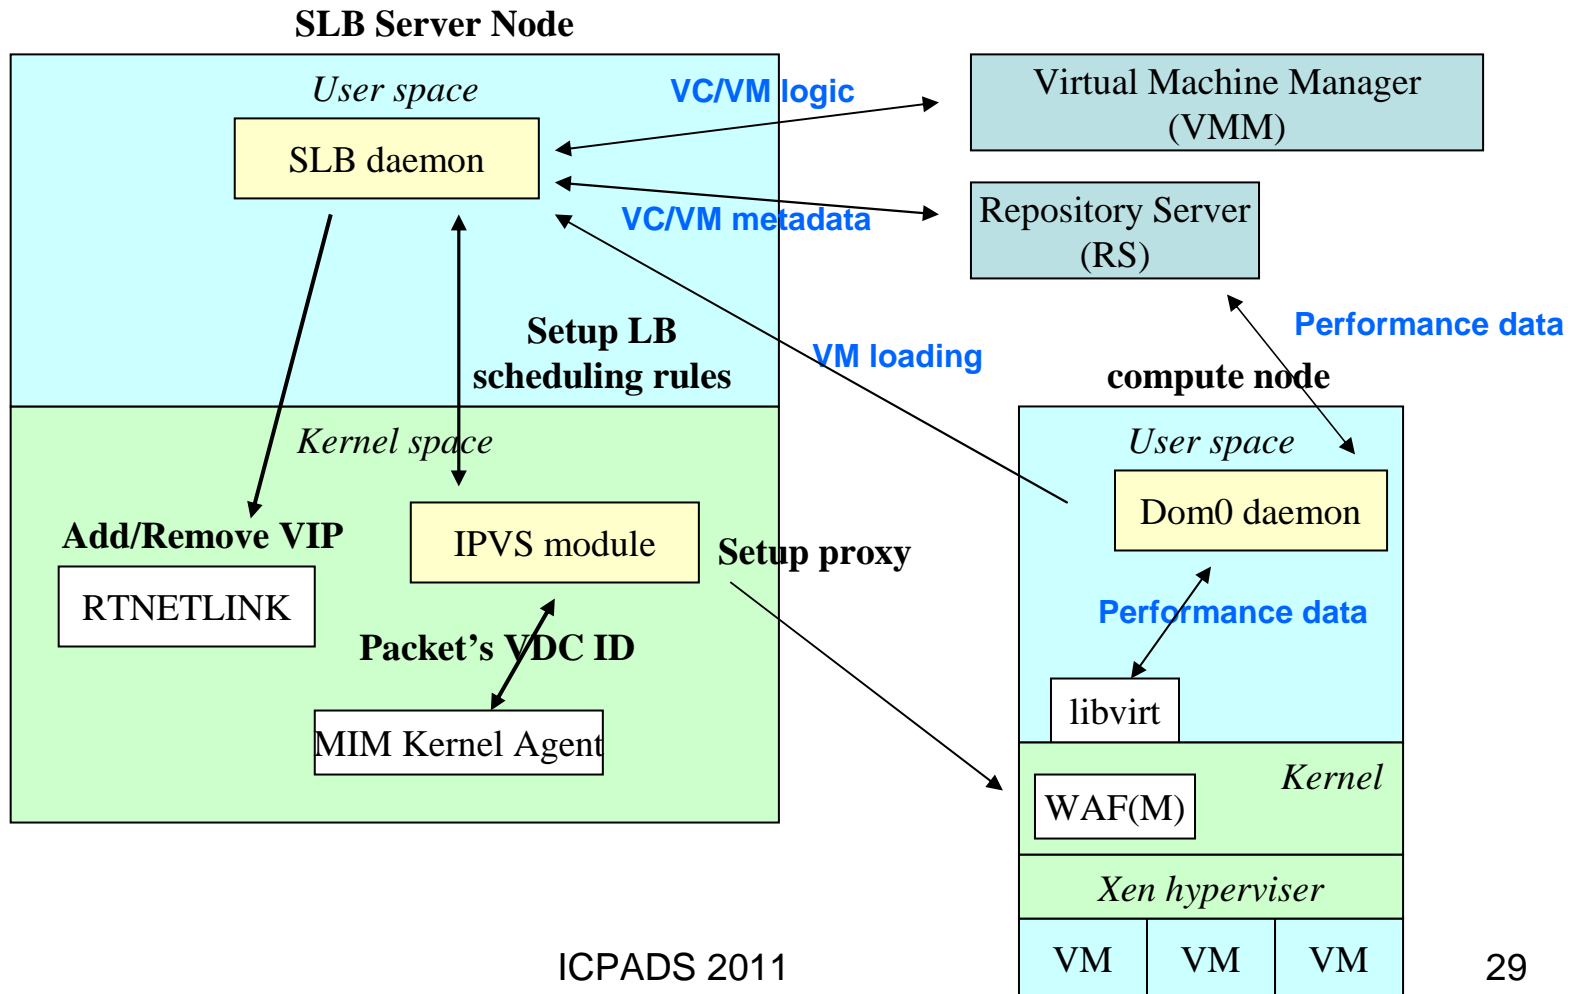 SLB Server Node
User space
SLB daemon
VC/VM logic
Virtual Machine Manager
(VMM)
VC/VM metadata
Repository Server
(RS)
Setup LB
scheduling rules
VM loading
Performance data
compute node
Kernel space
Add/Remove VIP
RTNETLINK
IPVS module
Setup proxy
Packet's VDC ID
MIM Kernel Agent
User space
Dom0 daemon
Performance data
libvirt
Kernel
WAF(M)
Xen hyperviser
VM
VM
VM
ICPADS 2011
29